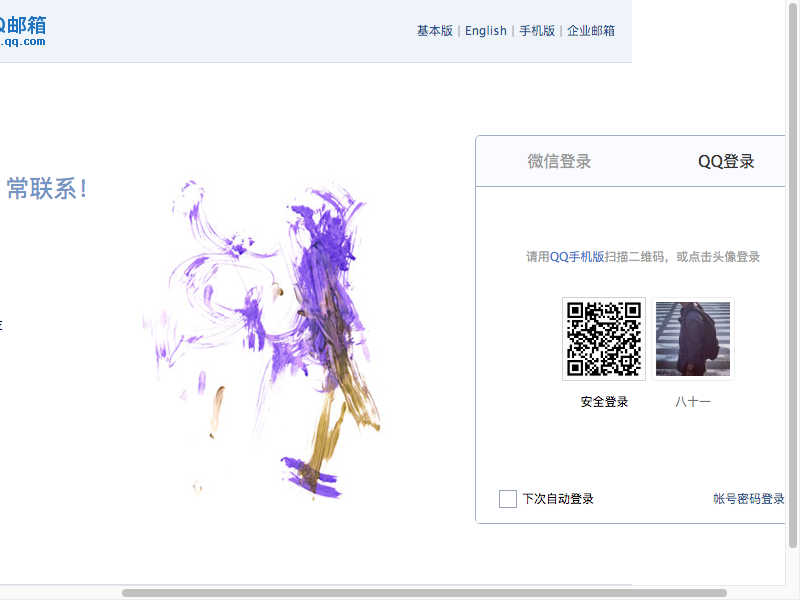 Q邮箱
.qq.com
基本版 | English | 手机版 | 企业邮箱
常联系！
微信登录
QQ登录
请用QQ手机版扫描二维码，或点击头像登录
安全登录
八十一
下次自动登录
帐号密码登录